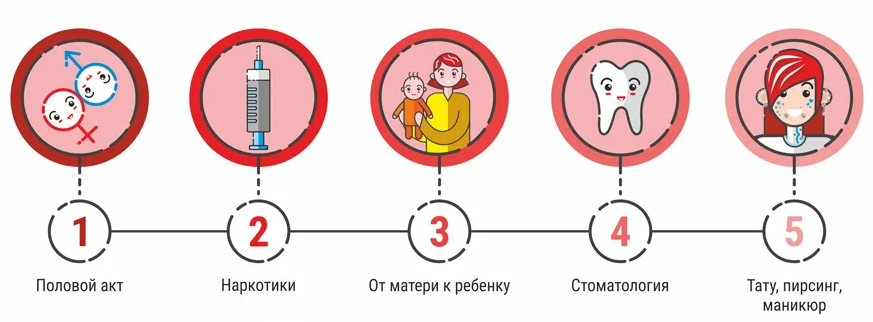 1
2
3
4
5
Половой акт
Наркотики
От матери к ребенку
Стоматология
Тату, пирсинг,
маникюр